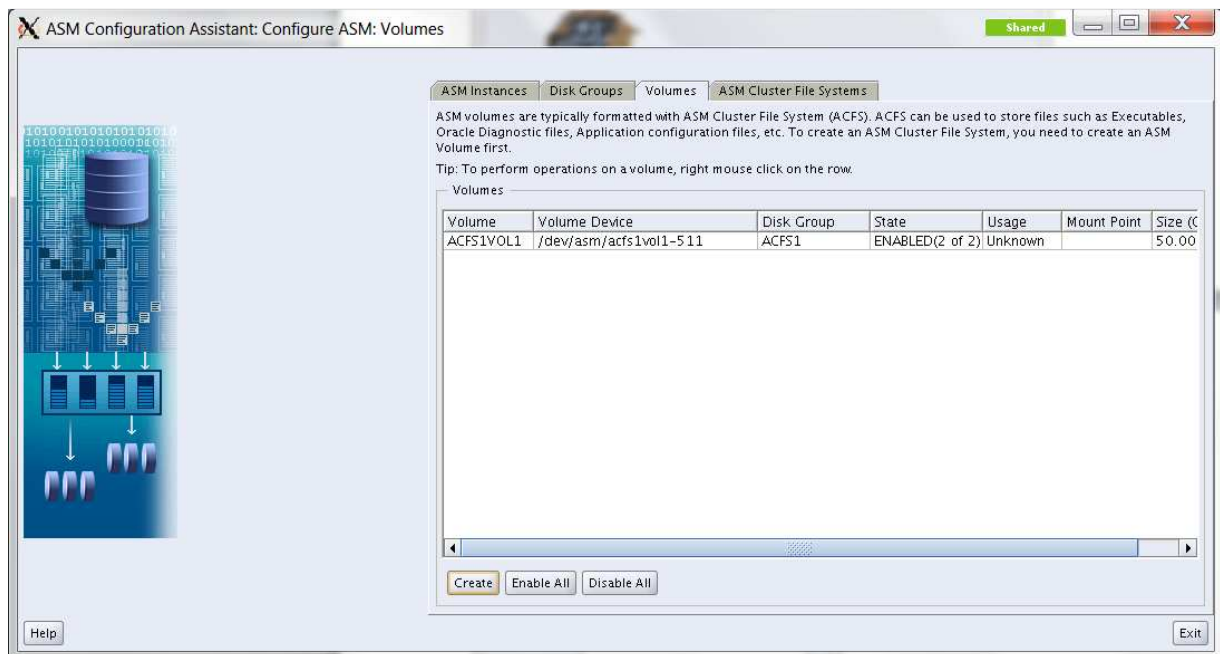 ASM Configuration Assistant: Configure ASM: Volumes
Shared
ASM Instances Disk Groups Volumes ASM Cluster File Systems
ASM volumes are typically formatted with ASM Cluster File System (ACFS). ACFS can be used to store files such as Executables,
Oracle Diagnostic files, Application configuration files, etc. To create an ASM Cluster File System, you need to create an ASM
Volume first.
Tip: To perform operations on a volume, right mouse click on the row.
Volumes
Volume Volume Device Disk Group State Usage Mount Point Size (
ACFS1VOL1 /dev/asm/acfs1vol1-511 ACFS1 ENABLED(2 of 2) Unknown 50.00
Create Enable All Disable All
Help Exit